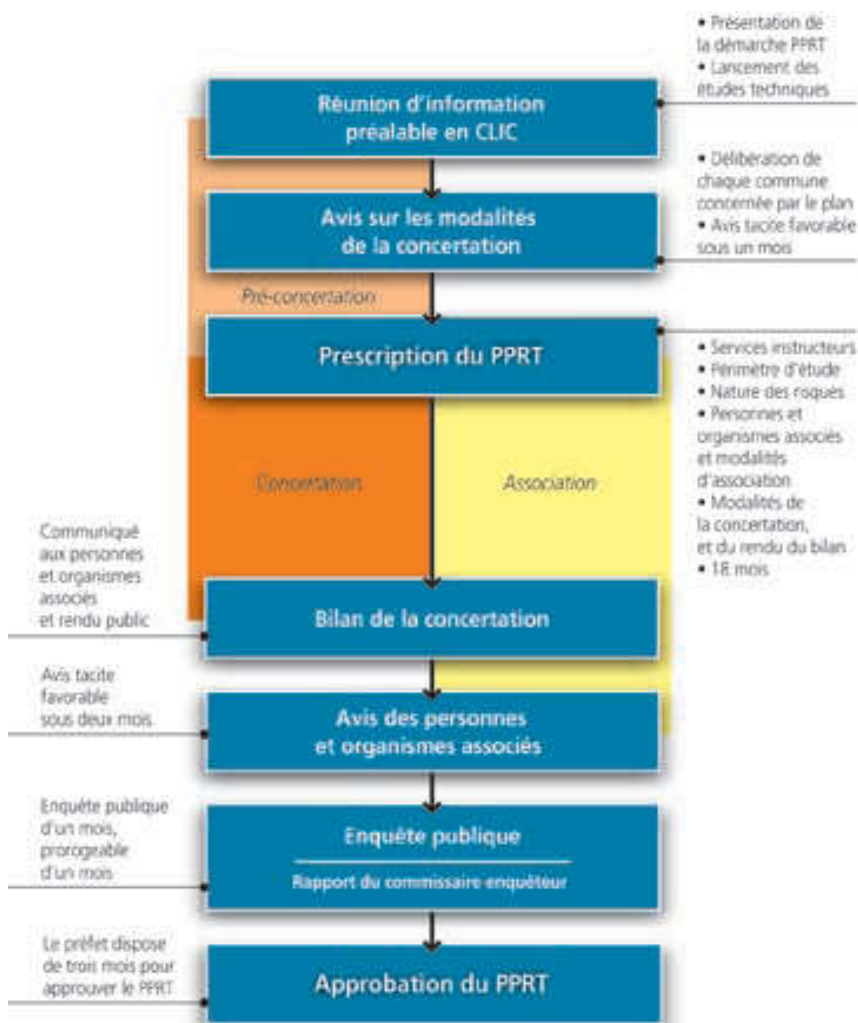 • Présentation de
la démarche PPRT
• Lancement des
études techniques
Réunion d'information
préalable en CLIC
• Délibération de
chaque commune
concernée par le plan
• Avis tacite favorable
sous un mois
Avis sur les modalités
de la concertation
Pré-concertation
Prescription du PPRT
• Services instructeurs
• Périmètre d'étude
• Nature des risques
• Personnes et
organismes associés
et modalités
d'association
• Modalités de
la concertation,
et du rendu du bilan
• 18 mois
Concertation
Association
Communiqué
aux personnes
et organismes
associés
et rendu public
Bilan de la concertation
Avis tacite
favorable
sous deux mois
Avis des personnes
et organismes associés
Enquête publique
d'un mois,
prorogeable
d'un mois
Enquête publique
Rapport du commissaire enquêteur
Le préfet dispose
de trois mois pour
approuver le PPRT
Approbation du PPRT